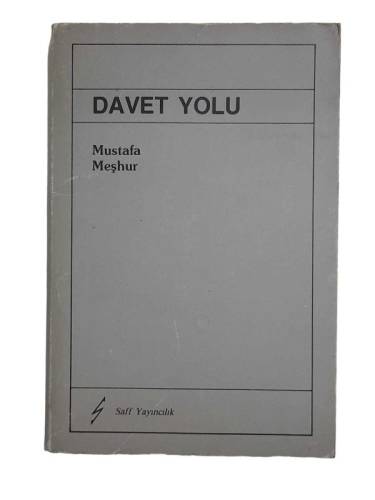 DAVET YOLU
Mustafa
Meşhur
Saff Yayıncılık